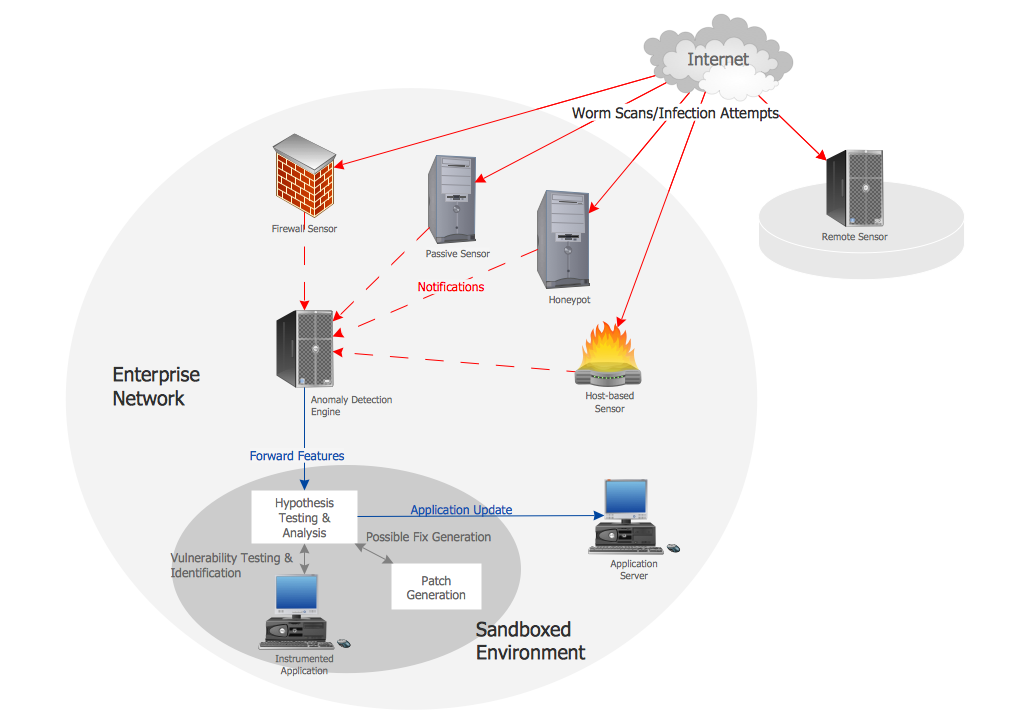 Internet
Worm Scans/Infection Attempts
Firewall Sensor
Passive Sensor
Remote Sensor
Notifications
Honeypot
Enterprise
Network
Anomaly Detection
Engine
Host-based
Sensor
Forward Features
Hypothesis
Testing &
Analysis
Application Update
Possible Fix Generation
Vulnerability Testing &
Identification
Application
Server
Patch
Generation
Sandboxed
Environment
Instrumented
Application